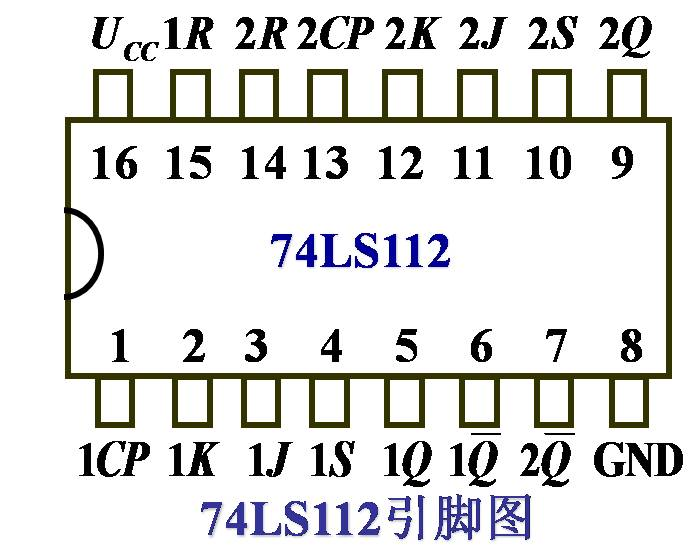 U_CC 1R 2R 2CP 2K 2J 2S 2Q
16 15 14 13 12 11 10 9
74LS112
1 2 3 4 5 6 7 8
1CP 1K 1J 1S 1Q 1Q̅ 2Q̅ GND
74LS112引脚图